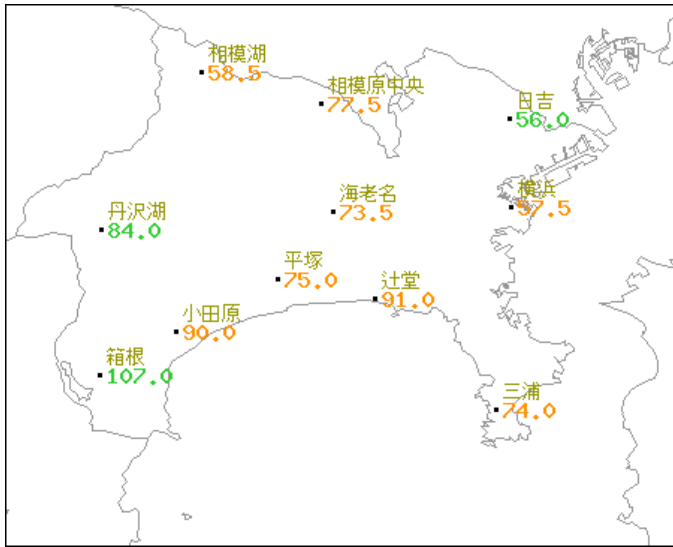 相模湖
58.5
相模原中央
77.5
日吉
56.0
海老名
73.5
横浜
57.5
丹沢湖
84.0
平塚
75.0
辻堂
91.0
小田原
90.0
箱根
107.0
三浦
74.0